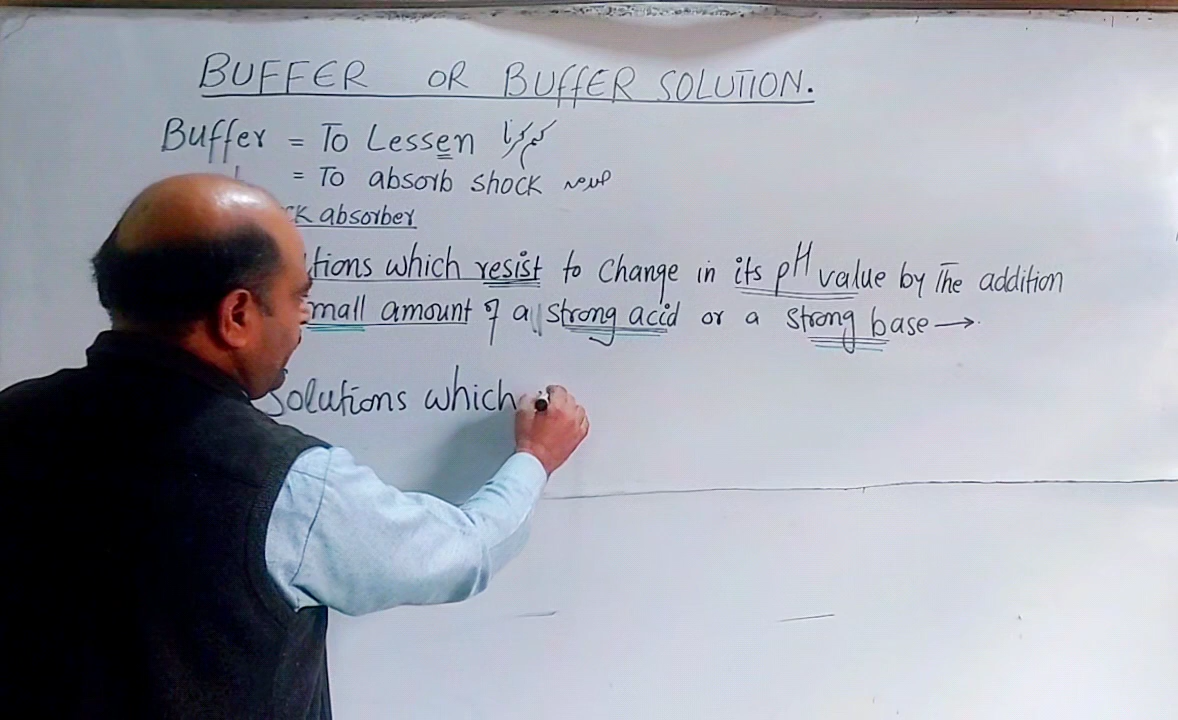 BUFFER OR BUFFER SOLUTION.
Buffer = To Lessen کم کرنا
= To absorb shock
ck absorber
tions which resist to change in its pH value by the addition
mall amount of a strong acid or a strong base →
Solutions which